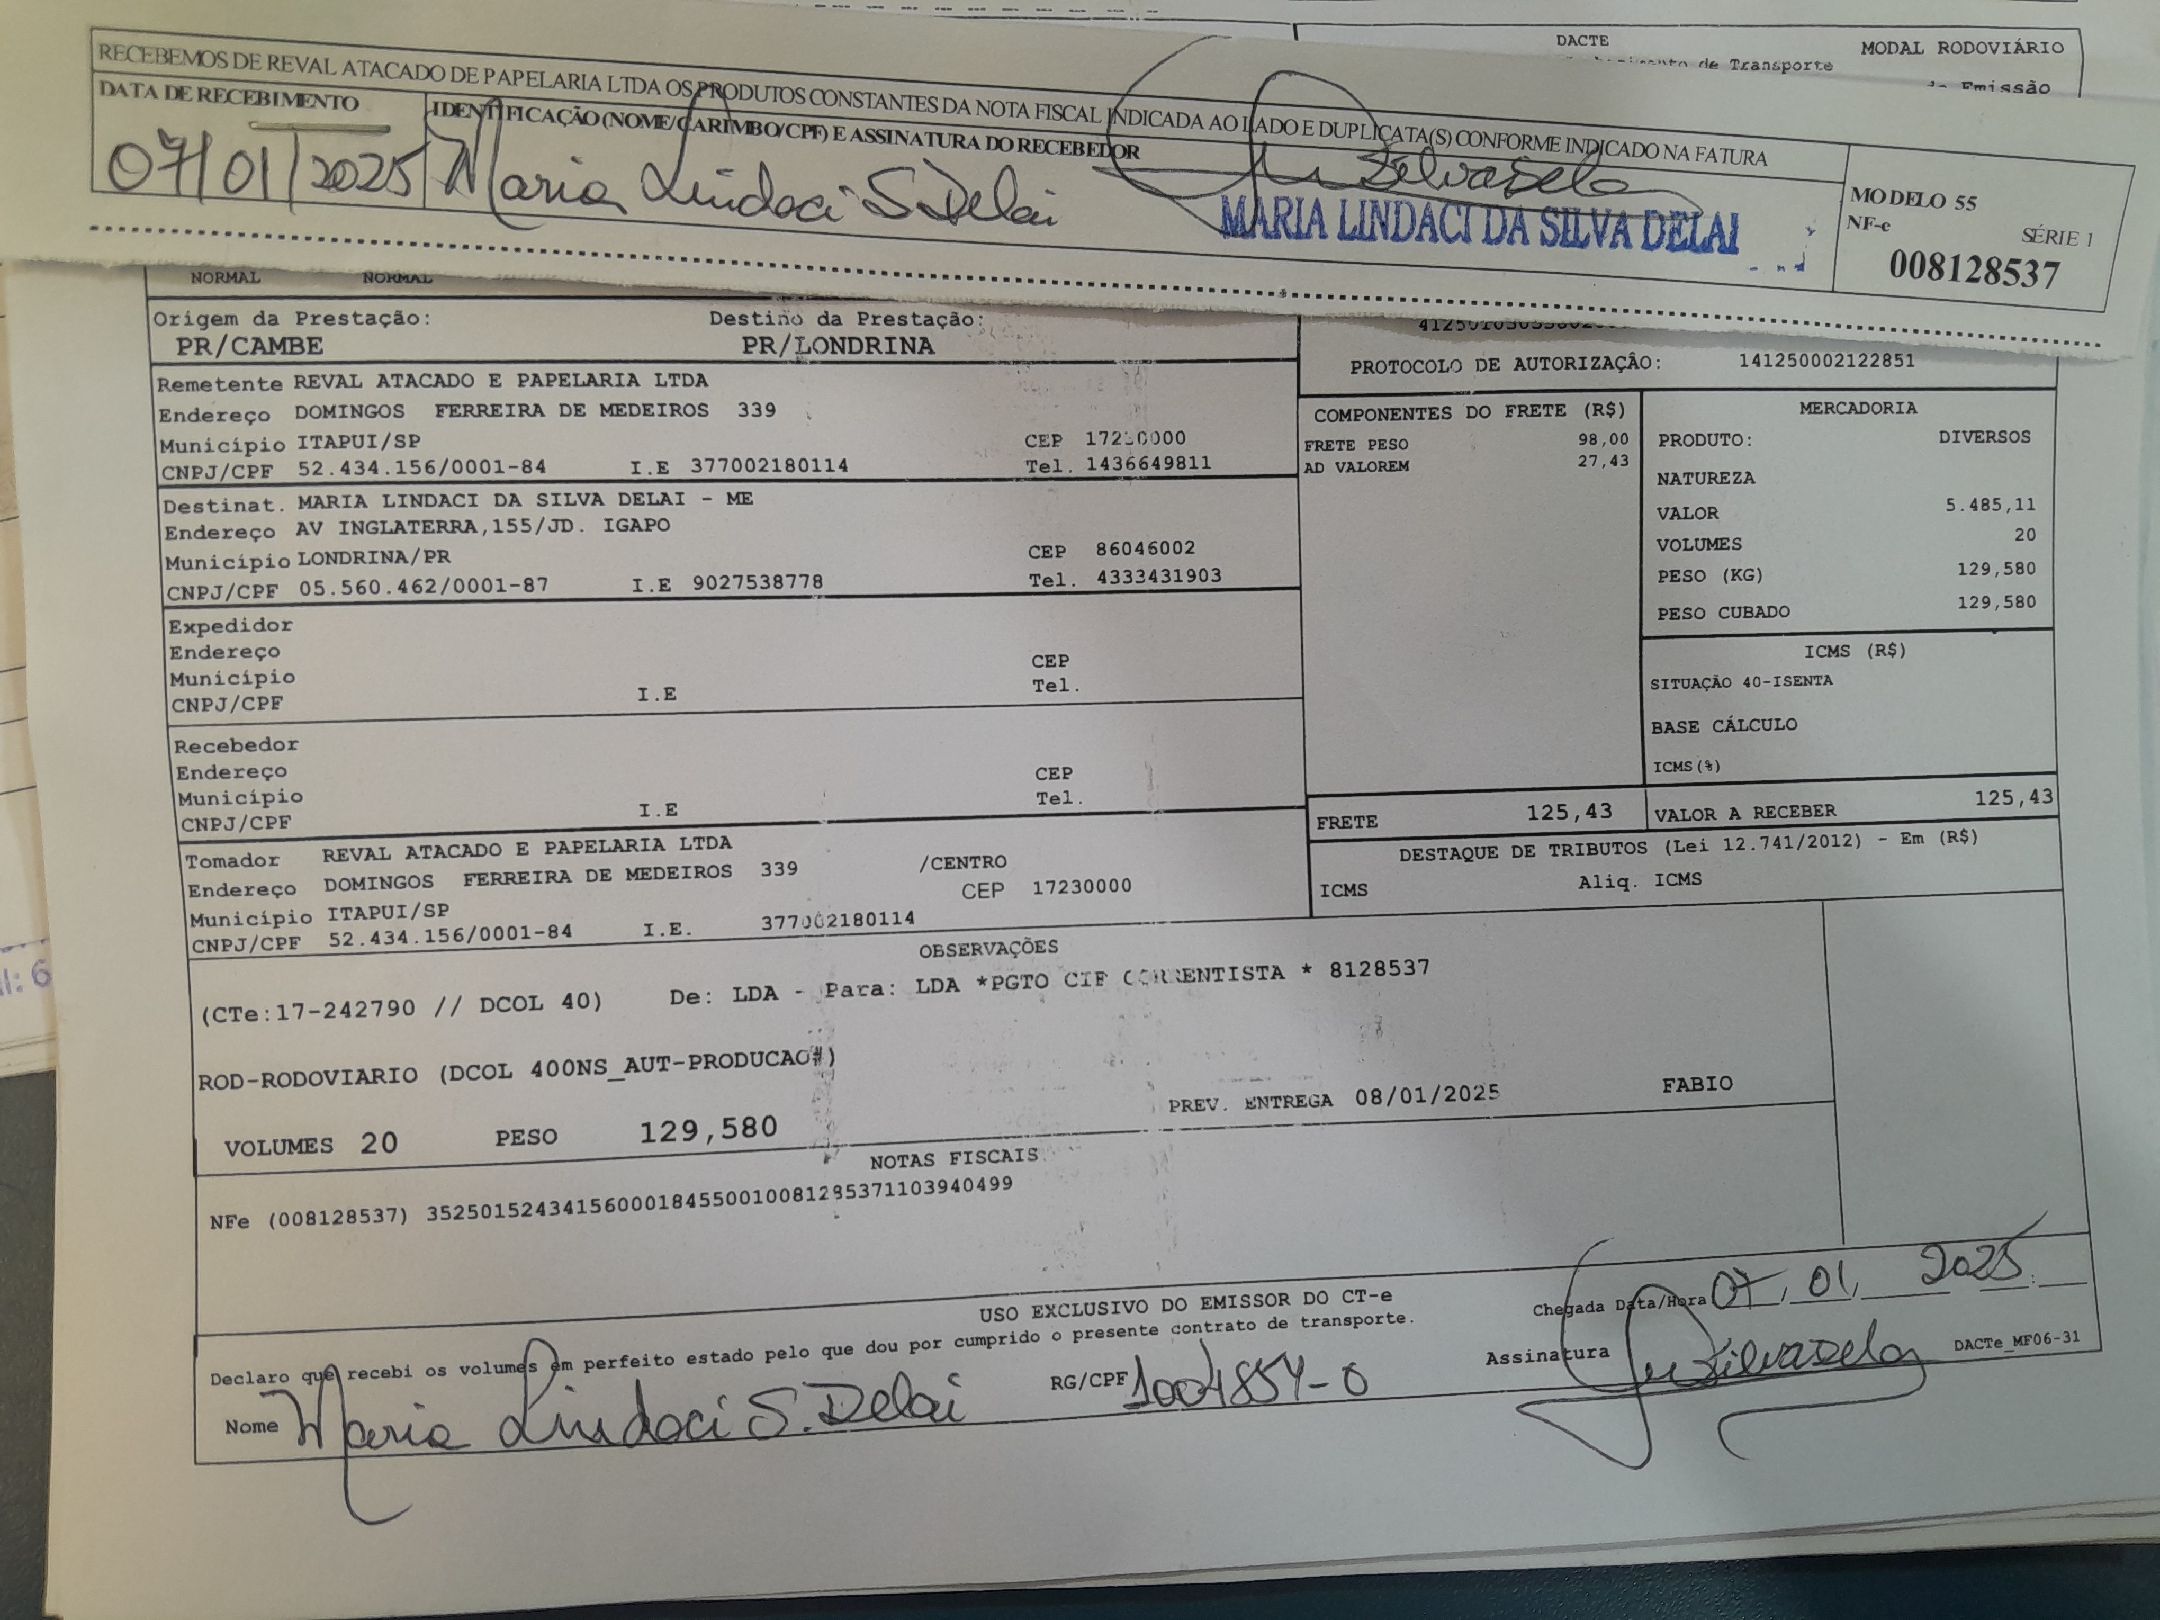 DACTE
MODAL RODOVIÁRIO
de Transporte
Emissão
RECEBEMOS DE REVAL ATACADO DE PAPELARIA LTDA OS PRODUTOS CONSTANTES DA NOTA FISCAL INDICADA AO LADO E DUPLICATA(S) CONFORME INDICADO NA FATURA
DATA DE RECEBIMENTO
IDENTIFICAÇÃO (NOME/CARIMBO/CPF) E ASSINATURA DO RECEBEDOR
07/01/2025 Maria Lindaci S Delai
MARIA LINDACI DA SILVA DELAI
MODELO 55
NF-e SÉRIE 1
008128537
NORMAL NORMAL
Origem da Prestação: Destino da Prestação:
PR/CAMBE PR/LONDRINA
PROTOCOLO DE AUTORIZAÇÃO: 141250002122851
Remetente REVAL ATACADO E PAPELARIA LTDA
Endereço DOMINGOS FERREIRA DE MEDEIROS 339
Município ITAPUI/SP CEP 17230000
CNPJ/CPF 52.434.156/0001-84 I.E 377002180114 Tel. 1436649811
Destinat. MARIA LINDACI DA SILVA DELAI - ME
Endereço AV INGLATERRA,155/JD. IGAPO
Município LONDRINA/PR CEP 86046002
CNPJ/CPF 05.560.462/0001-87 I.E 9027538778 Tel. 4333431903
Expedidor
Endereço
Município CEP
CNPJ/CPF I.E Tel.
Recebedor
Endereço
Município CEP
CNPJ/CPF I.E Tel.
Tomador REVAL ATACADO E PAPELARIA LTDA
Endereço DOMINGOS FERREIRA DE MEDEIROS 339 /CENTRO
Município ITAPUI/SP CEP 17230000
CNPJ/CPF 52.434.156/0001-84 I.E. 377002180114
COMPONENTES DO FRETE (R$)
FRETE PESO 98,00
AD VALOREM 27,43
MERCADORIA
PRODUTO: DIVERSOS
NATUREZA
VALOR 5.485,11
VOLUMES 20
PESO (KG) 129,580
PESO CUBADO 129,580
ICMS (R$)
SITUAÇÃO 40-ISENTA
BASE CÁLCULO
ICMS(%)
FRETE 125,43 VALOR A RECEBER 125,43
DESTAQUE DE TRIBUTOS (Lei 12.741/2012) - Em (R$)
ICMS Aliq. ICMS
OBSERVAÇÕES
(CTe:17-242790 // DCOL 40) De: LDA - Para: LDA *PGTO CIF CORRENTISTA * 8128537
ROD-RODOVIARIO (DCOL 400NS_AUT-PRODUCAO#)
VOLUMES 20 PESO 129,580 PREV. ENTREGA 08/01/2025 FABIO
NOTAS FISCAIS
NFe (008128537) 35250152434156000184550010081285371103940499
USO EXCLUSIVO DO EMISSOR DO CT-e
Declaro que recebi os volumes em perfeito estado pelo que dou por cumprido o presente contrato de transporte.
Chegada Data/Hora 07/01/2025
Nome Maria Lindaci S. Delai RG/CPF 1004854-0 Assinatura
DACTe_MF06-31